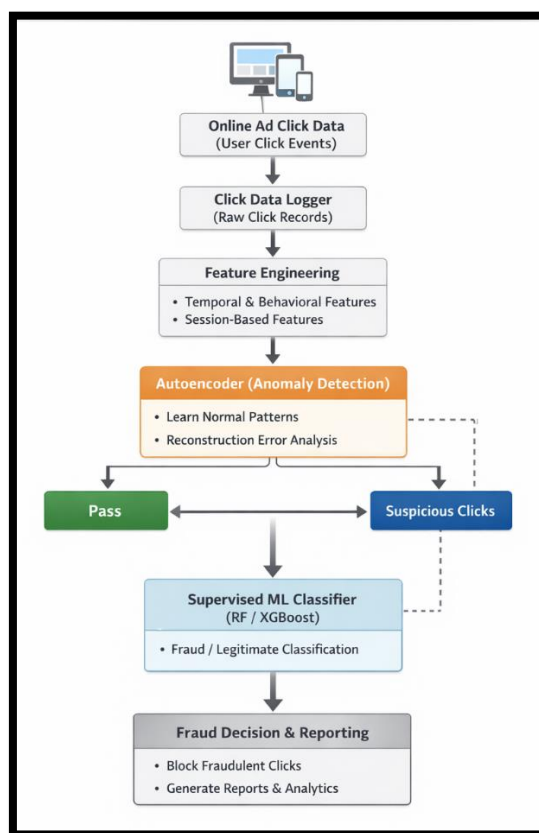 Online Ad Click Data
(User Click Events)
Click Data Logger
(Raw Click Records)
Feature Engineering
• Temporal & Behavioral Features
• Session-Based Features
Autoencoder (Anomaly Detection)
• Learn Normal Patterns
• Reconstruction Error Analysis
Pass
Suspicious Clicks
Supervised ML Classifier
(RF / XGBoost)
• Fraud / Legitimate Classification
Fraud Decision & Reporting
• Block Fraudulent Clicks
• Generate Reports & Analytics